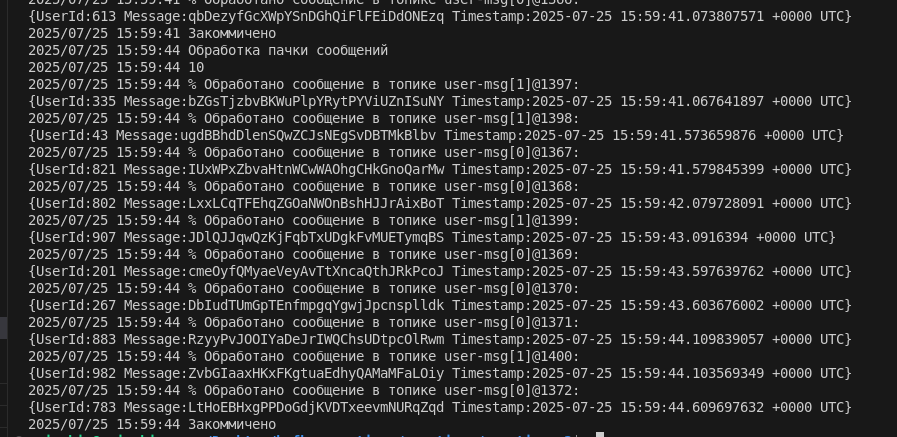 {UserId:613 Message:qbDezyfGcXWpYSnDGhQiFlFEiDdONEzq Timestamp:2025-07-25 15:59:41.073807571 +0000 UTC}
2025/07/25 15:59:41 Закоммичено
2025/07/25 15:59:44 Обработка пачки сообщений
2025/07/25 15:59:44 10
2025/07/25 15:59:44 % Обработано сообщение в топике user-msg[1]@1397:
{UserId:335 Message:bZGsTjzbvBKWuPlpYRytPYViUZnISuNY Timestamp:2025-07-25 15:59:41.067641897 +0000 UTC}
2025/07/25 15:59:44 % Обработано сообщение в топике user-msg[1]@1398:
{UserId:43 Message:ugdBBhdDlenSQwZCJsNEgSvDBTMkBlbv Timestamp:2025-07-25 15:59:41.573659876 +0000 UTC}
2025/07/25 15:59:44 % Обработано сообщение в топике user-msg[0]@1367:
{UserId:821 Message:IUxWPxZbvaHtnWCwWAOhgCHkGnoQarMw Timestamp:2025-07-25 15:59:41.579845399 +0000 UTC}
2025/07/25 15:59:44 % Обработано сообщение в топике user-msg[0]@1368:
{UserId:802 Message:LxxLCqTFEhqZGOaNWOnBshHJJrAixBoT Timestamp:2025-07-25 15:59:42.079728091 +0000 UTC}
2025/07/25 15:59:44 % Обработано сообщение в топике user-msg[1]@1399:
{UserId:907 Message:JDlQJJqwQzKjFqbTxUDgkFvMUETymqBS Timestamp:2025-07-25 15:59:43.0916394 +0000 UTC}
2025/07/25 15:59:44 % Обработано сообщение в топике user-msg[0]@1369:
{UserId:201 Message:cmeOyfQMyaeVeyAvTtXncaQthJRkPcoJ Timestamp:2025-07-25 15:59:43.597639762 +0000 UTC}
2025/07/25 15:59:44 % Обработано сообщение в топике user-msg[0]@1370:
{UserId:267 Message:DbIudTUmGpTEnfmpgqYgwjJpcnsplldk Timestamp:2025-07-25 15:59:43.603676002 +0000 UTC}
2025/07/25 15:59:44 % Обработано сообщение в топике user-msg[0]@1371:
{UserId:883 Message:RzyyPvJOOIYaDeJrIWQChsUDtpcOlRwm Timestamp:2025-07-25 15:59:44.109839057 +0000 UTC}
2025/07/25 15:59:44 % Обработано сообщение в топике user-msg[1]@1400:
{UserId:982 Message:ZvbGIaaxHKxFKgtuaEdhyQAMaMFaLOiy Timestamp:2025-07-25 15:59:44.103569349 +0000 UTC}
2025/07/25 15:59:44 % Обработано сообщение в топике user-msg[0]@1372:
{UserId:783 Message:LtHoEBHxgPPDoGdjKVDTxeevmNURqZqd Timestamp:2025-07-25 15:59:44.609697632 +0000 UTC}
2025/07/25 15:59:44 Закоммичено